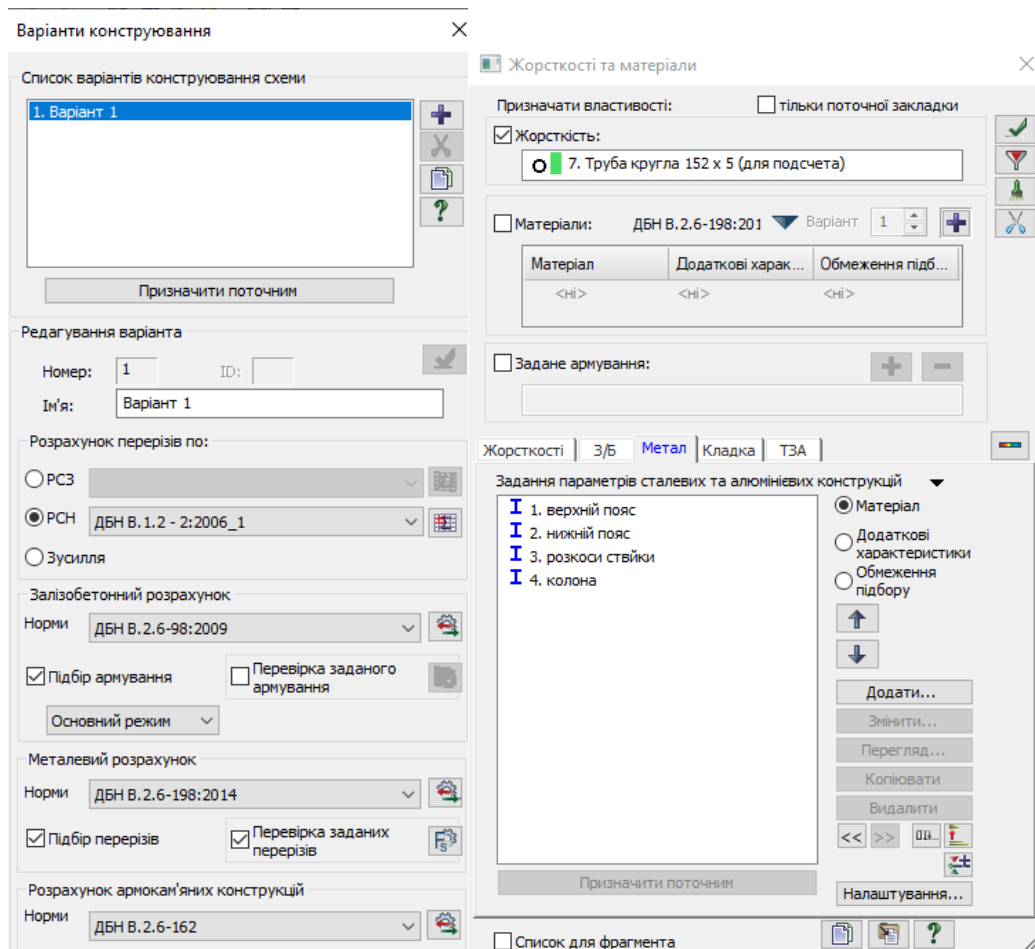 Варіанти конструювання
Список варіантів конструювання схеми
1. Варіант 1
Призначити поточним
Редагування варіанта
Номер: 1 ID:
Ім'я: Варіант 1
Розрахунок перерізів по:
РСЗ
РСН ДБН В.1.2 - 2:2006_1
Зусилля
Залізобетонний розрахунок
Норми ДБН В.2.6-98:2009
Підбір армування Перевірка заданого
армування
Основний режим
Металевий розрахунок
Норми ДБН В.2.6-198:2014
Підбір перерізів Перевірка заданих
перерізів
Розрахунок армокам'яних конструкцій
Норми ДБН В.2.6-162
Жорсткості та матеріали
Призначати властивості: тільки поточної закладки
Жорсткість:
7. Труба кругла 152 x 5 (для подсчета)
Матеріали: ДБН В.2.6-198:201 Варіант 1
Матеріал Додаткові харак... Обмеження підб...
<ні> <ні> <ні>
Задане армування:
Жорсткості З/Б Метал Кладка ТЗА
Задання параметрів сталевих та алюмінієвих конструкцій
1. верхній пояс
2. нижній пояс
3. розкоси ствйки
4. колона
Матеріал
Додаткові
характеристики
Обмеження
підбору
Додати...
Змінити...
Перегляд...
Копіювати
Видалити
<< >>
Призначити поточним
Налаштування...
Список для фрагмента